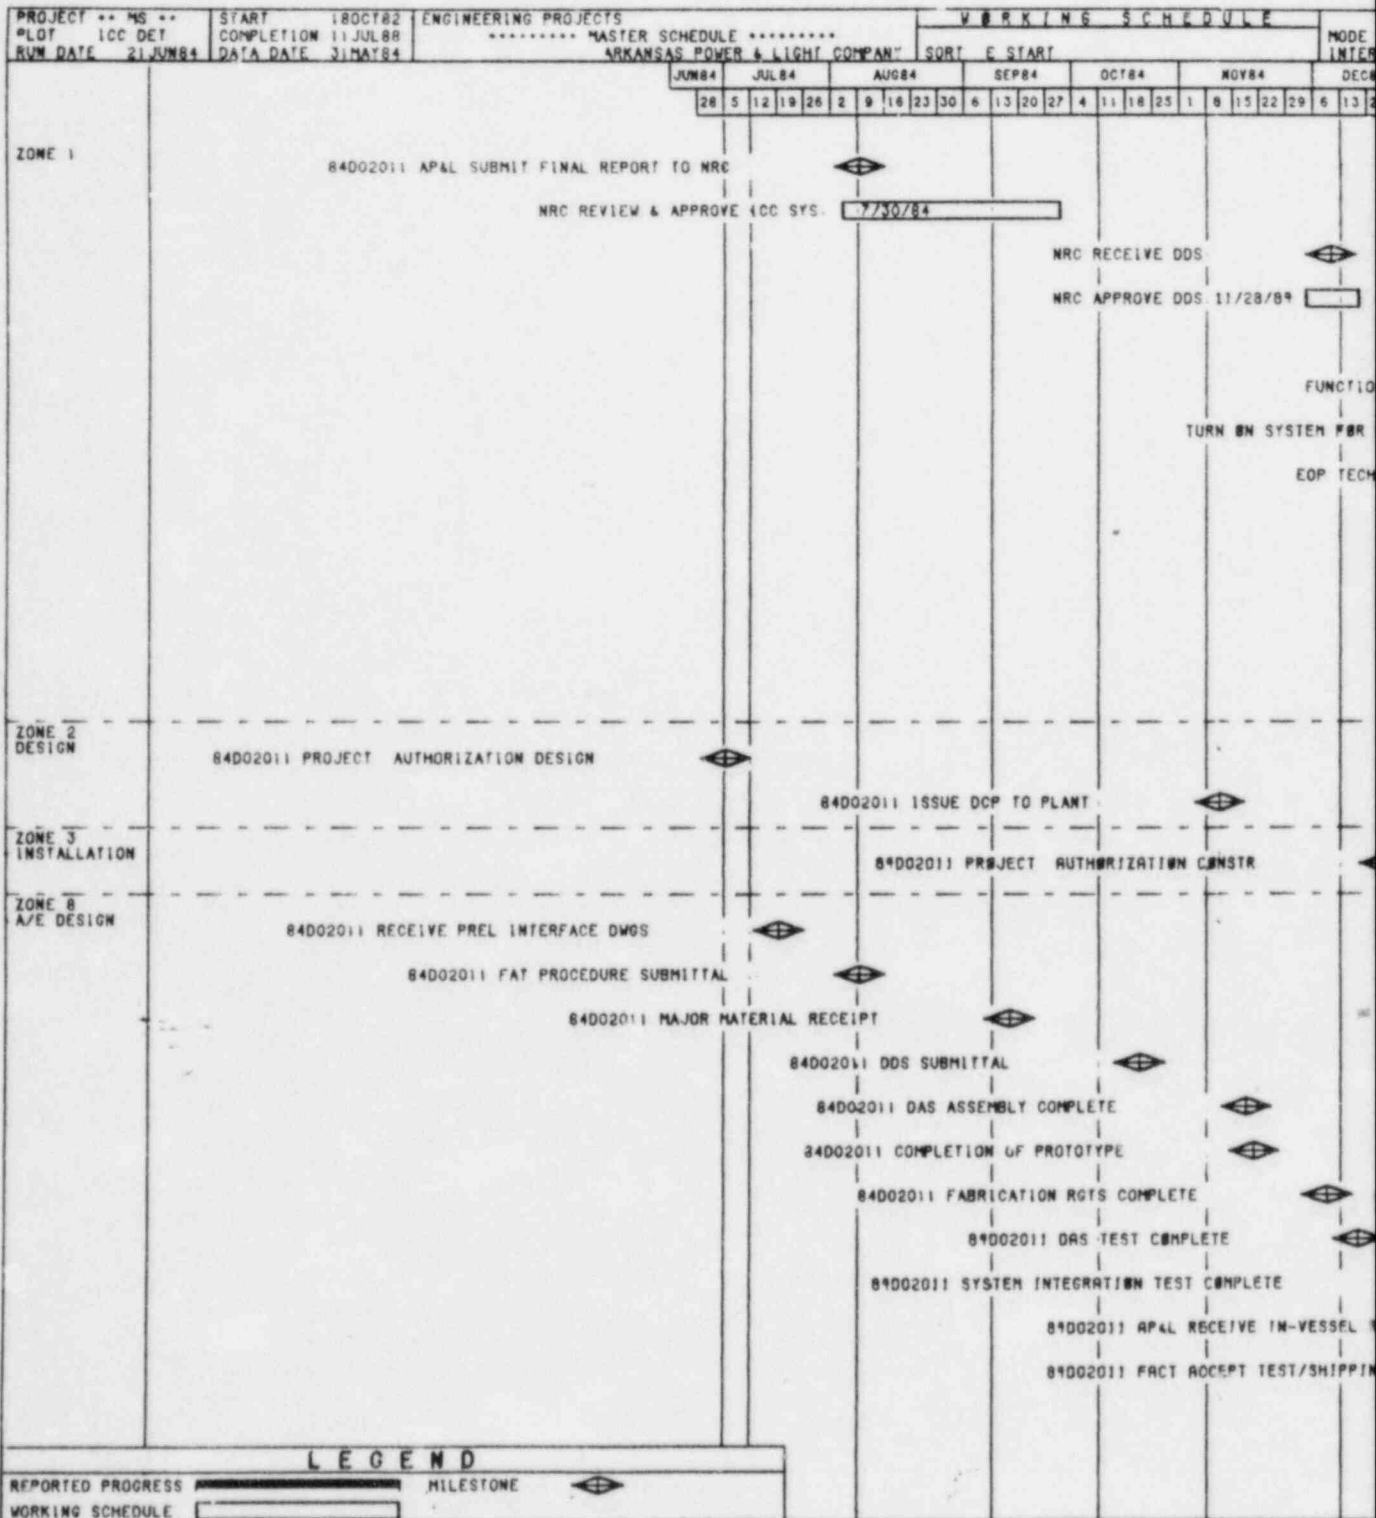 PROJECT ** MS ** START 18OCT82 ENGINEERING PROJECTS WORKING SCHEDULE
PLOT ICC DET COMPLETION 11JUL88 ********* MASTER SCHEDULE ********* MODE
RUN DATE 21JUN84 DATA DATE 31MAY84 ARKANSAS POWER & LIGHT COMPANY SORT E START INTER
JUN84 JUL84 AUG84 SEP84 OCT84 NOV84 DEC8
28 5 12 19 26 2 9 16 23 30 6 13 20 27 4 11 18 25 1 8 15 22 29 6 13 2
ZONE 1
84D02011 AP&L SUBMIT FINAL REPORT TO NRC
NRC REVIEW & APPROVE ICC SYS. 7/30/84
NRC RECEIVE DDS
NRC APPROVE DDS 11/28/84
FUNCTIO
TURN ON SYSTEM FOR
EOP TECH
ZONE 2
DESIGN
84D02011 PROJECT AUTHORIZATION DESIGN
84D02011 ISSUE DCP TO PLANT
ZONE 3
INSTALLATION
84D02011 PROJECT AUTHORIZATION CONSTR
ZONE 8
A/E DESIGN
84D02011 RECEIVE PREL INTERFACE DWGS
84D02011 FAT PROCEDURE SUBMITTAL
84D02011 MAJOR MATERIAL RECEIPT
84D02011 DDS SUBMITTAL
84D02011 DAS ASSEMBLY COMPLETE
84D02011 COMPLETION OF PROTOTYPE
84D02011 FABRICATION RGTS COMPLETE
84D02011 DAS TEST COMPLETE
84D02011 SYSTEM INTEGRATION TEST COMPLETE
84D02011 AP&L RECEIVE IN-VESSEL
84D02011 FACT ACCEPT TEST/SHIPPIN
LEGEND
REPORTED PROGRESS MILESTONE
WORKING SCHEDULE